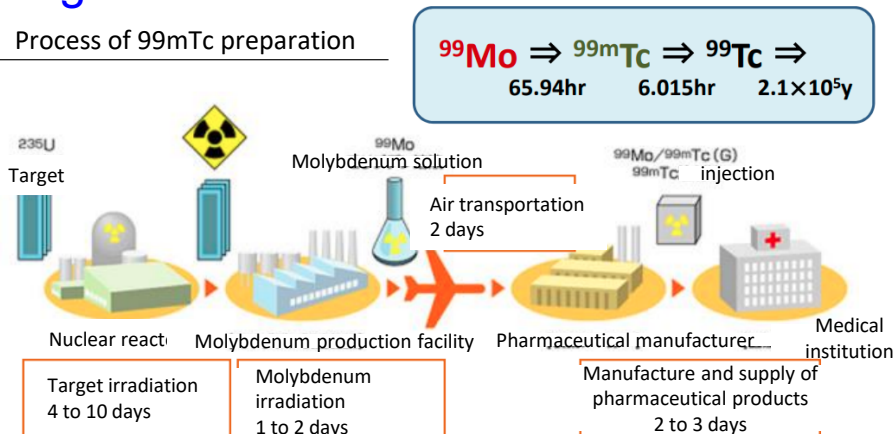 Process of 99mTc preparation
⁹⁹Mo ⇒ ⁹⁹ᵐTc ⇒ ⁹⁹Tc ⇒
65.94hr 6.015hr 2.1×10⁵y
235U
Target
99Mo
Molybdenum solution
Air transportation
2 days
99Mo/99mTc (G)
99mTc injection
Nuclear react
Molybdenum production facility
Pharmaceutical manufacturer
Medical
institution
Target irradiation
4 to 10 days
Molybdenum
irradiation
1 to 2 days
Manufacture and supply of
pharmaceutical products
2 to 3 days